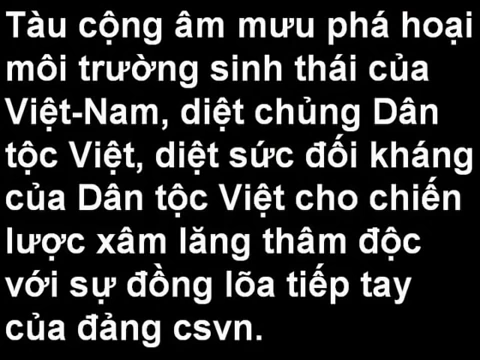 Tàu cộng âm mưu phá hoại
môi trường sinh thái của
Việt-Nam, diệt chủng Dân
tộc Việt, diệt sức đối kháng
của Dân tộc Việt cho chiến
lược xâm lăng thâm độc
với sự đồng lõa tiếp tay
của đảng csvn.